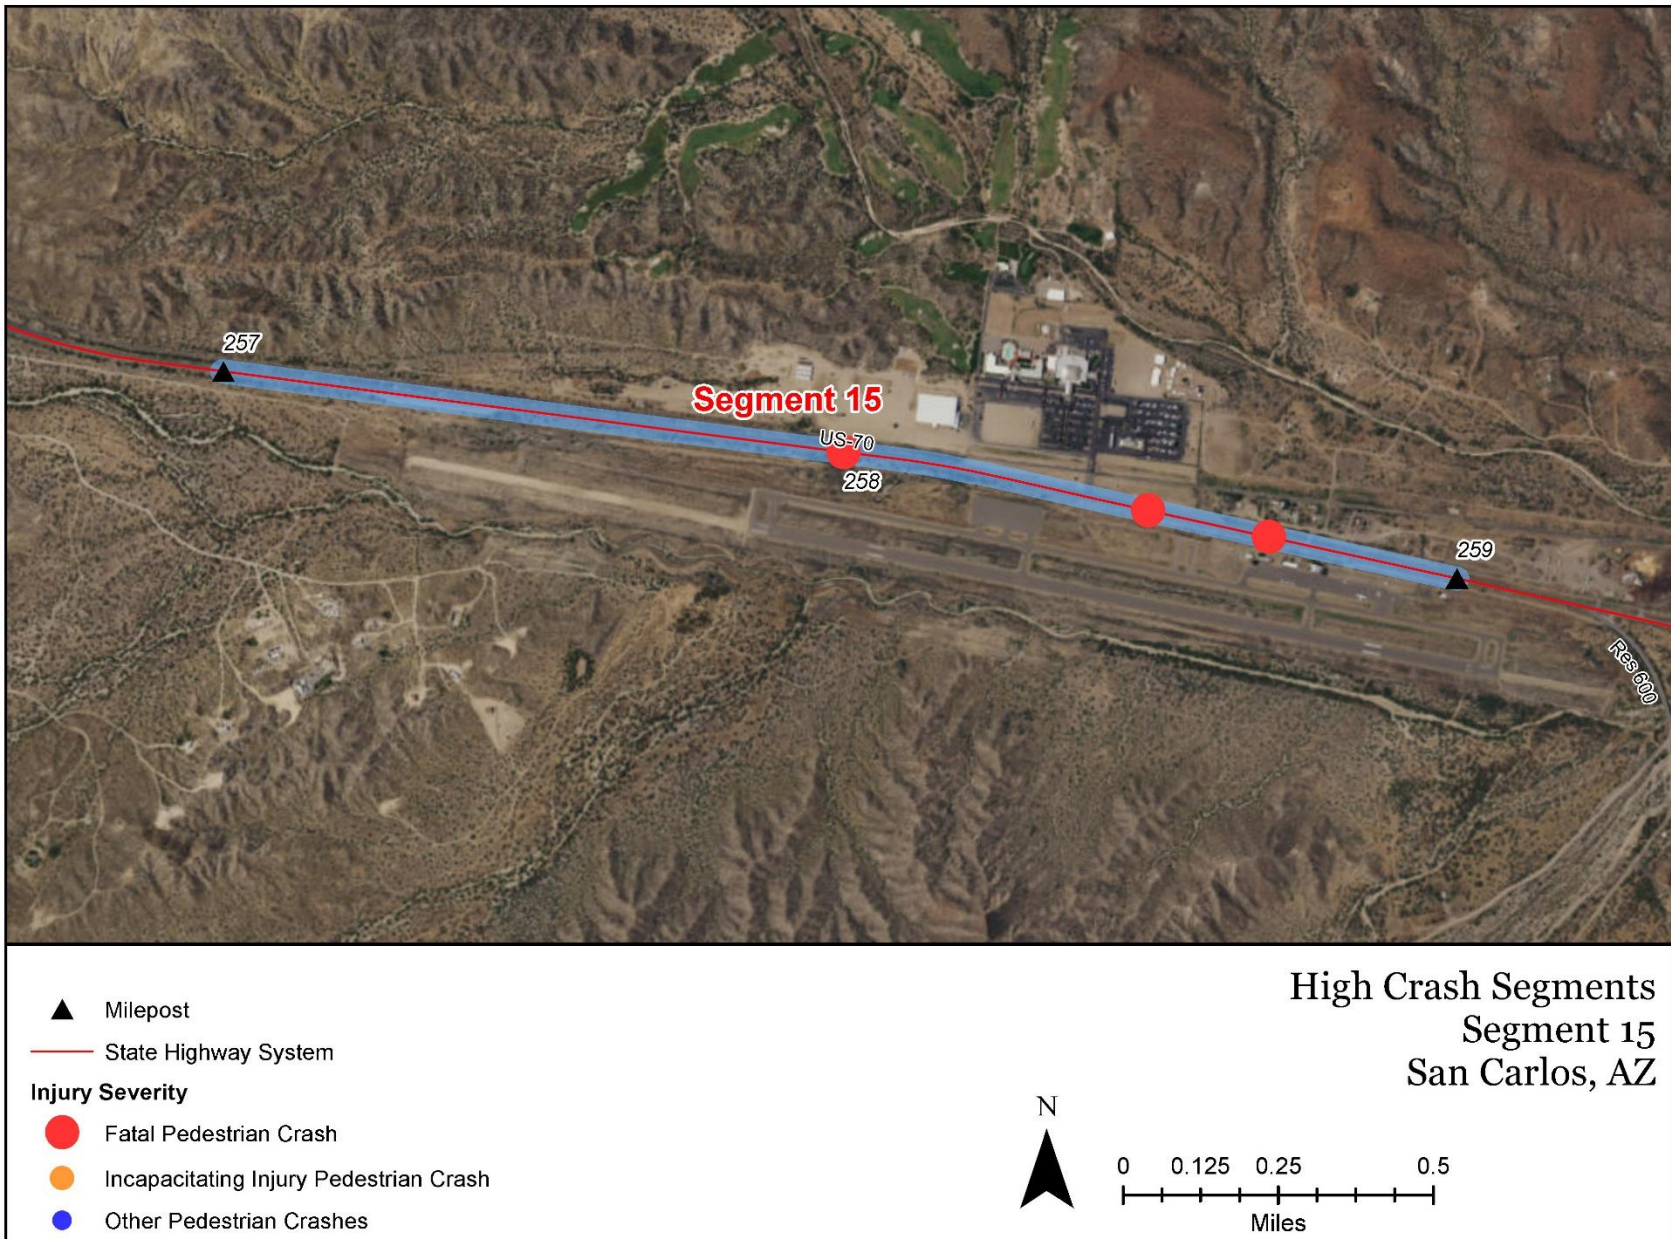 257
Segment 15
US-70
258
259
Res 600
Milepost
State Highway System
Injury Severity
Fatal Pedestrian Crash
Incapacitating Injury Pedestrian Crash
Other Pedestrian Crashes
High Crash Segments
Segment 15
San Carlos, AZ
N
0 0.125 0.25 0.5
Miles